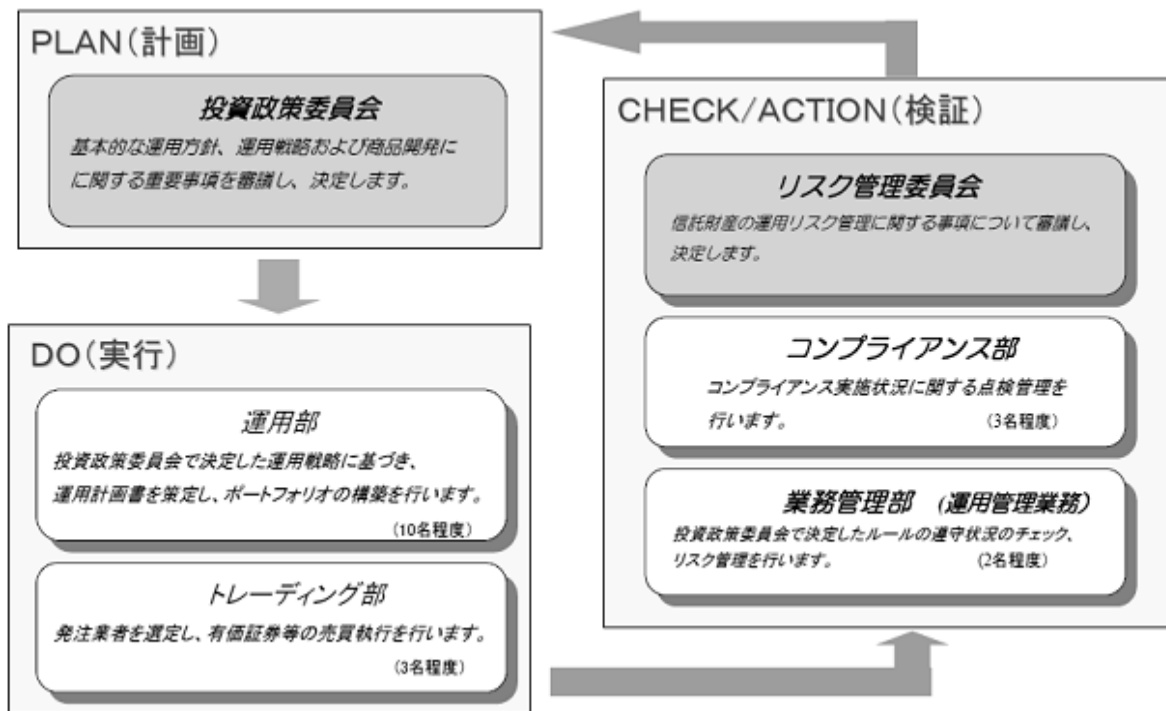 PLAN(計画)
投資政策委員会
基本的な運用方針、運用戦略および商品開発に
に関する重要事項を審議し、決定します。
DO(実行)
運用部
投資政策委員会で決定した運用戦略に基づき、
運用計画書を策定し、ポートフォリオの構築を行います。
(10名程度)
トレーディング部
発注業者を選定し、有価証券等の売買執行を行います。
(3名程度)
CHECK/ACTION(検証)
リスク管理委員会
信託財産の運用リスク管理に関する事項について審議し、
決定します。
コンプライアンス部
コンプライアンス実施状況に関する点検管理を
行います。 (3名程度)
業務管理部 (運用管理業務)
投資政策委員会で決定したルールの遵守状況のチェック、
リスク管理を行います。 (2名程度)